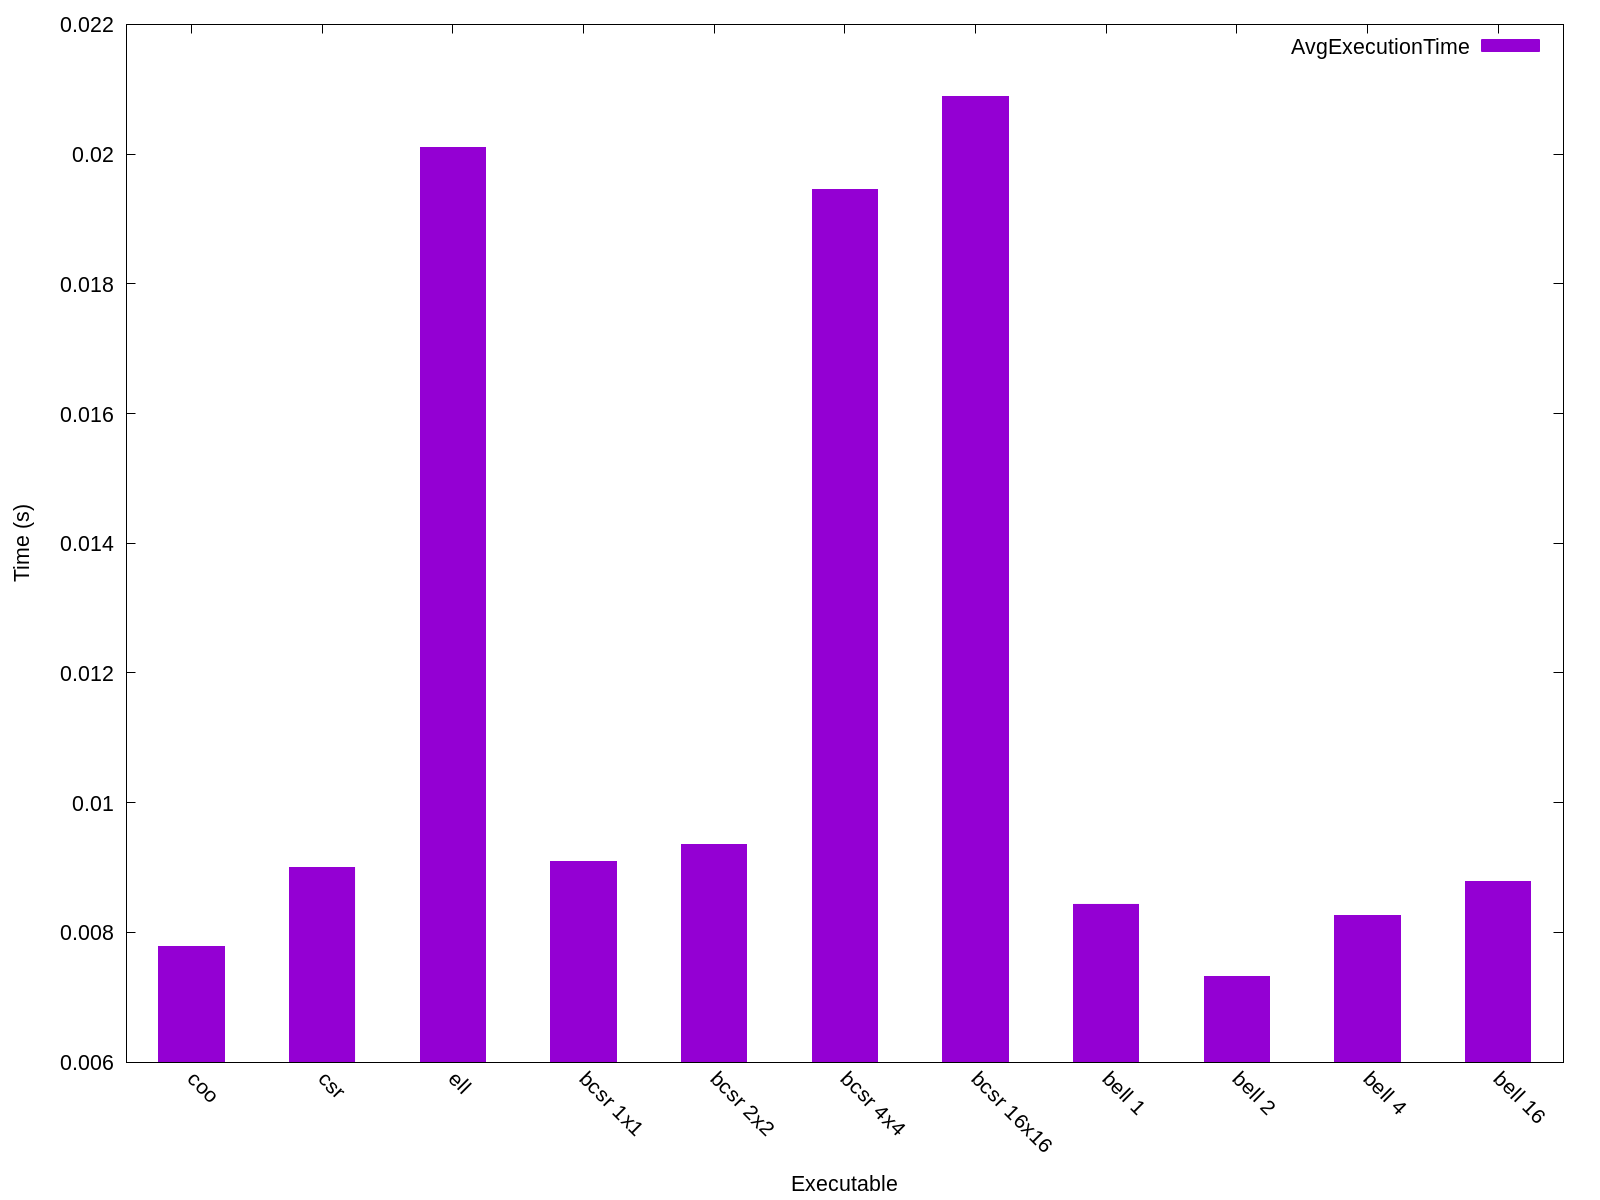 AvgExecutionTime
0.022
0.02
0.018
0.016
0.014
0.012
0.01
0.008
0.006
Time (s)
coo
csr
ell
bcsr 1x1
bcsr 2x2
bcsr 4x4
bcsr 16x16
bell 1
bell 2
bell 4
bell 16
Executable